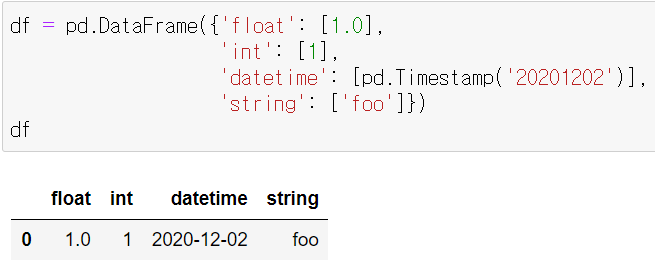 df = pd.DataFrame({'float': [1.0],
'int': [1],
'datetime': [pd.Timestamp('20201202')],
'string': ['foo']})
df
float int datetime string
0 1.0 1 2020-12-02 foo